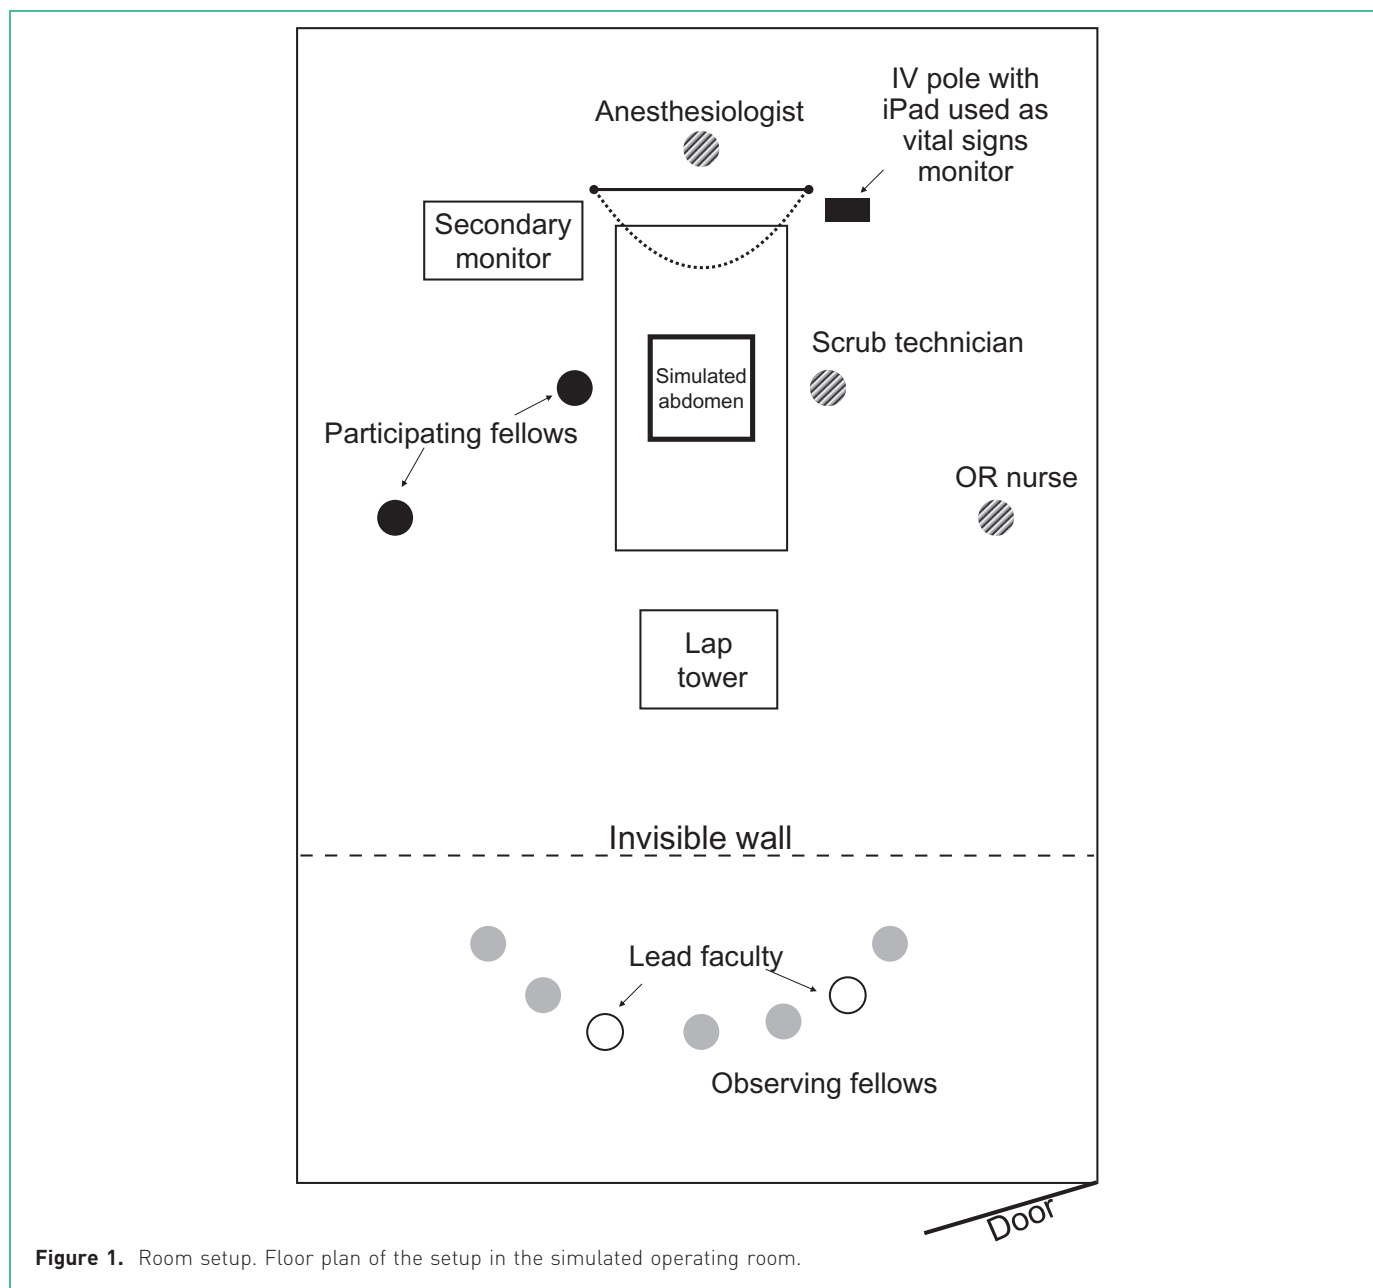 IV pole with
iPad used as
vital signs
monitor
Anesthesiologist
Secondary
monitor
Scrub technician
Simulated
abdomen
Participating fellows
OR nurse
Lap
tower
Invisible wall
Lead faculty
Observing fellows
Door
Figure 1. Room setup. Floor plan of the setup in the simulated operating room.